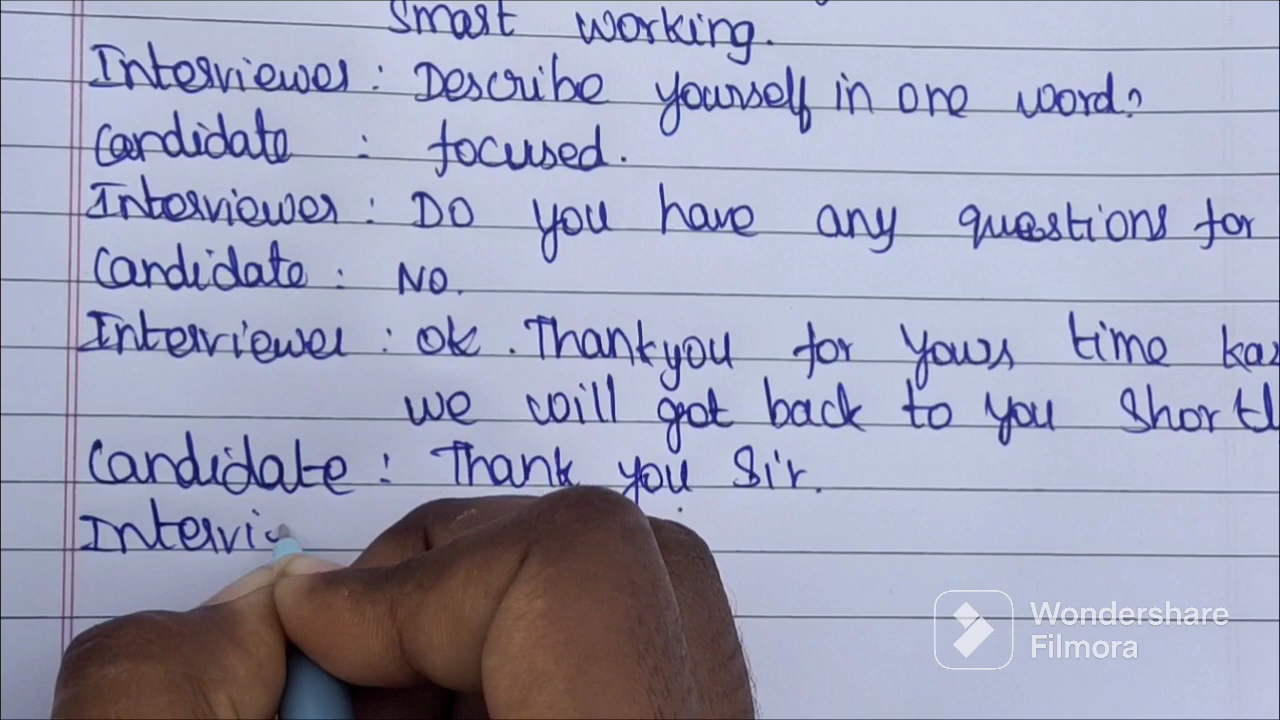 Smart working.
Interviewer : Describe yourself in one word?
Candidate : focused.
Interviewer : Do you have any questions for
Candidate : No.
Interviewer : Ok . Thankyou for yours time
we will get back to you
Candidate : Thank you Sir.
Wondershare
Filmora